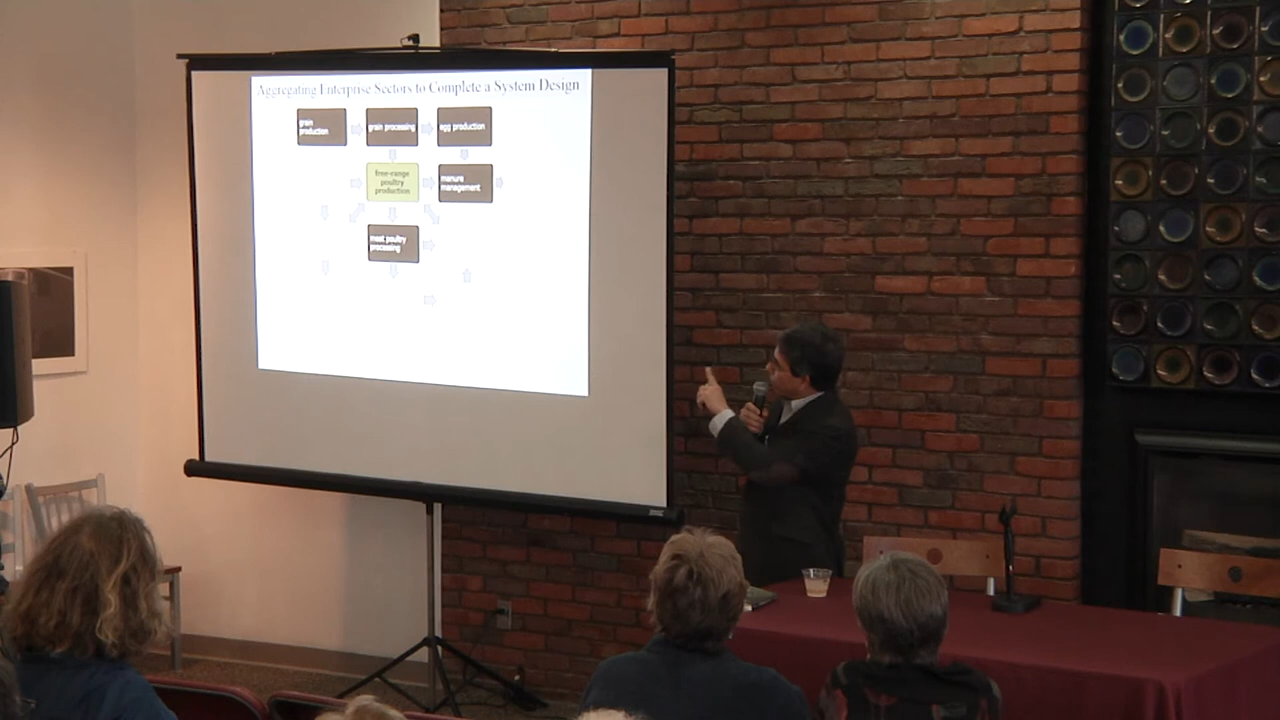 Aggregating Enterprise Sectors to Complete a System Design
grain
production
grain processing
egg production
free-range
poultry
production
manure
management
meat poultry
processing